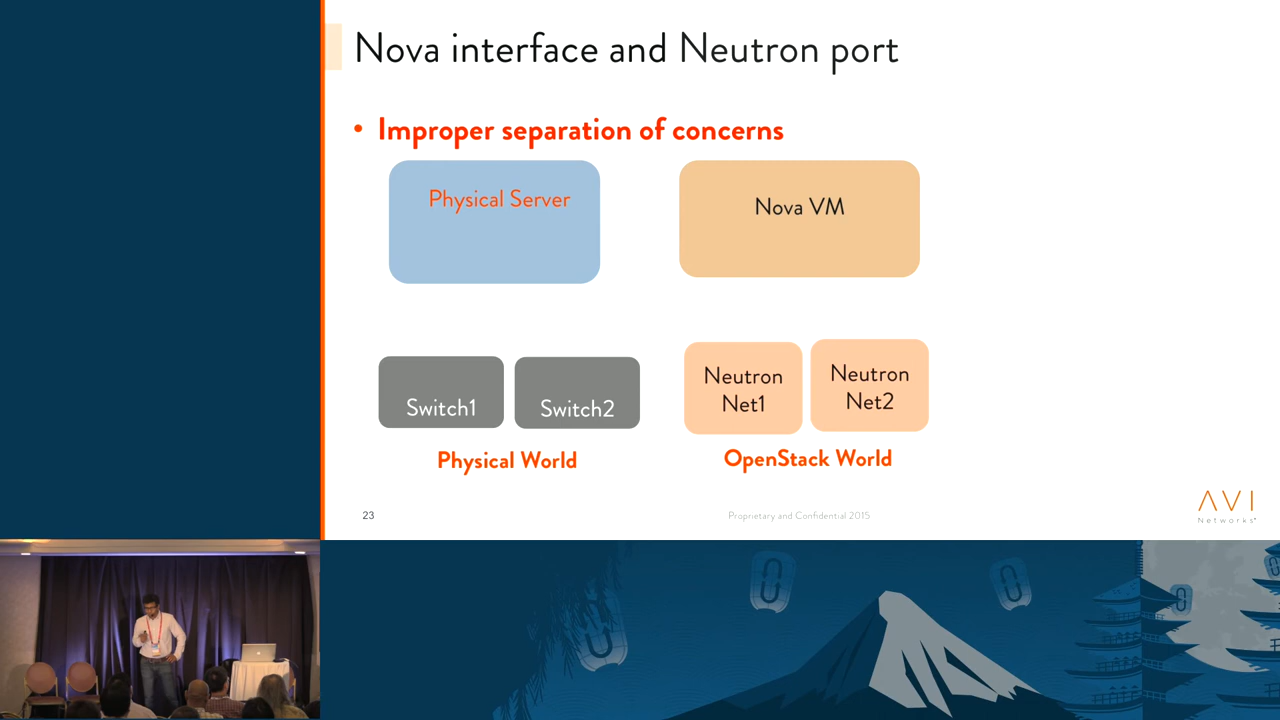 Nova interface and Neutron port
• Improper separation of concerns
Physical Server
Nova VM
Switch1
Switch2
Neutron
Net1
Neutron
Net2
Physical World
OpenStack World
23
Proprietary and Confidential 2015
AVI
Networks